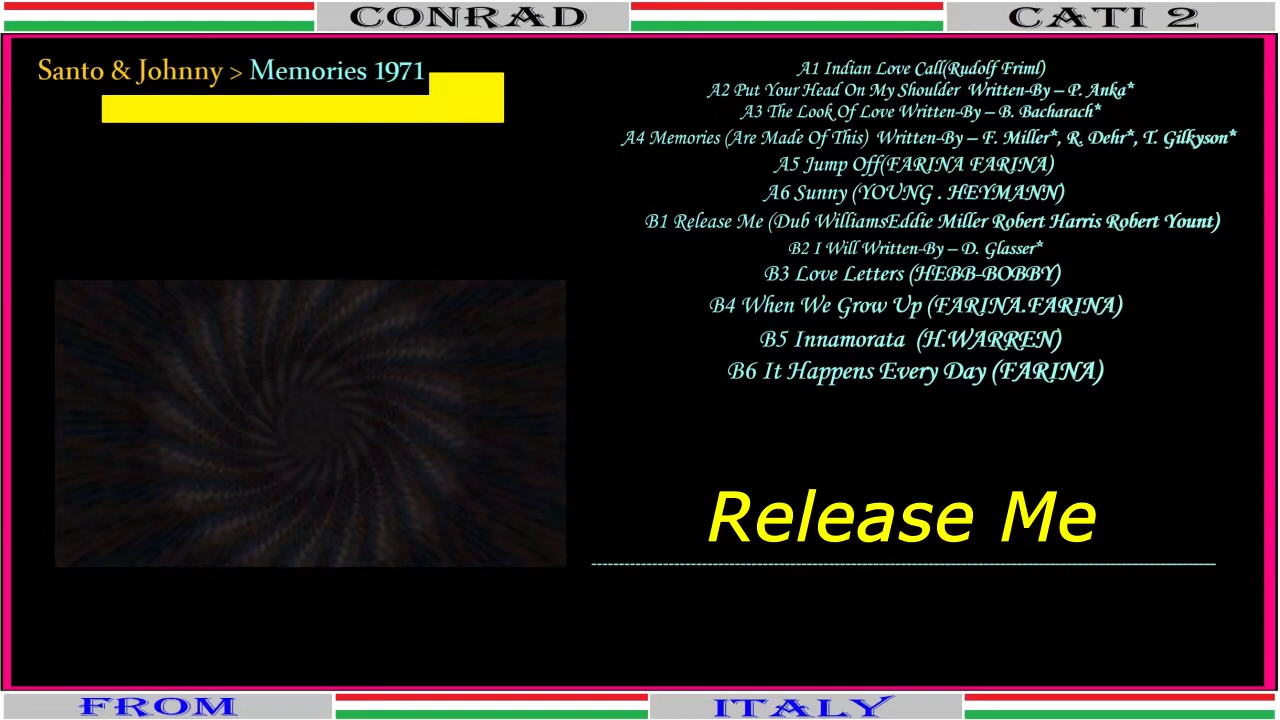 CONRAD
CATI 2
Santo & Johnny > Memories 1971
A1 Indian Love Call(Rudolf Friml)
A2 Put Your Head On My Shoulder Written-By – P. Anka*
A3 The Look Of Love Written-By – B. Bacharach*
A4 Memories (Are Made Of This) Written-By – F. Miller*, R. Dehr*, T. Gilkyson*
A5 Jump Off(FARINA FARINA)
A6 Sunny (YOUNG . HEYMANN)
B1 Release Me (Dub WilliamsEddie Miller Robert Harris Robert Yount)
B2 I Will Written-By – D. Glasser*
B3 Love Letters (HEBB-BOBBY)
B4 When We Grow Up (FARINA.FARINA)
B5 Innamorata (H.WARREN)
B6 It Happens Every Day (FARINA)
Release Me
FROM
ITALY